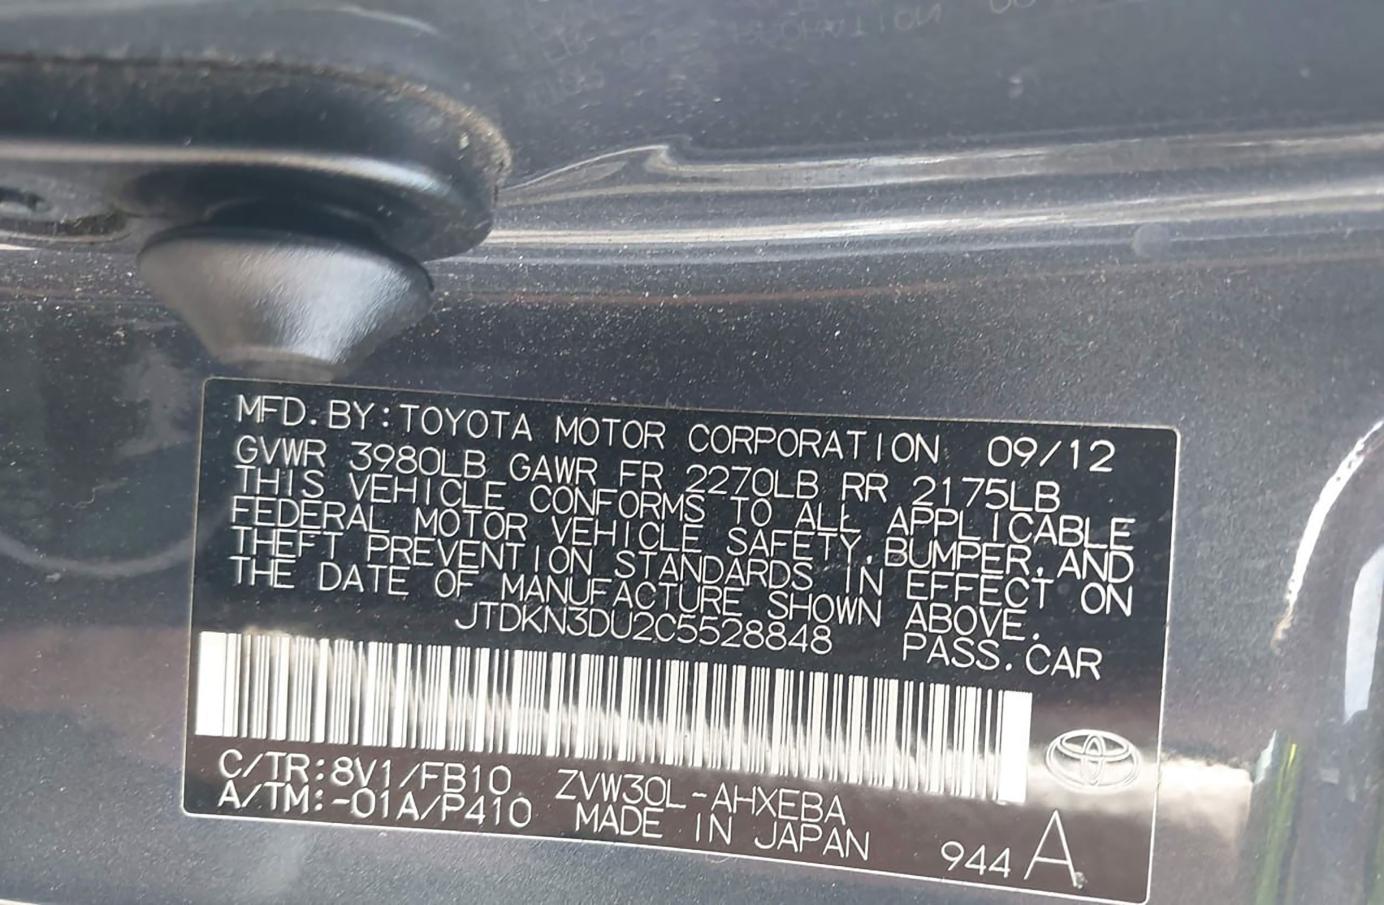 MFD.BY:TOYOTA MOTOR CORPORATION 09/12
GVWR 3980LB GAWR FR 2270LB RR 2175LB
THIS VEHICLE CONFORMS TO ALL APPLICABLE
FEDERAL MOTOR VEHICLE SAFETY,BUMPER,AND
THEFT PREVENTION STANDARDS IN EFFECT ON
THE DATE OF MANUFACTURE SHOWN ABOVE.
JTDKN3DU2C5528848 PASS.CAR
C/TR:8V1/FB10 ZVW30L-AHXEBA
A/TM:-01A/P410 MADE IN JAPAN 944 A